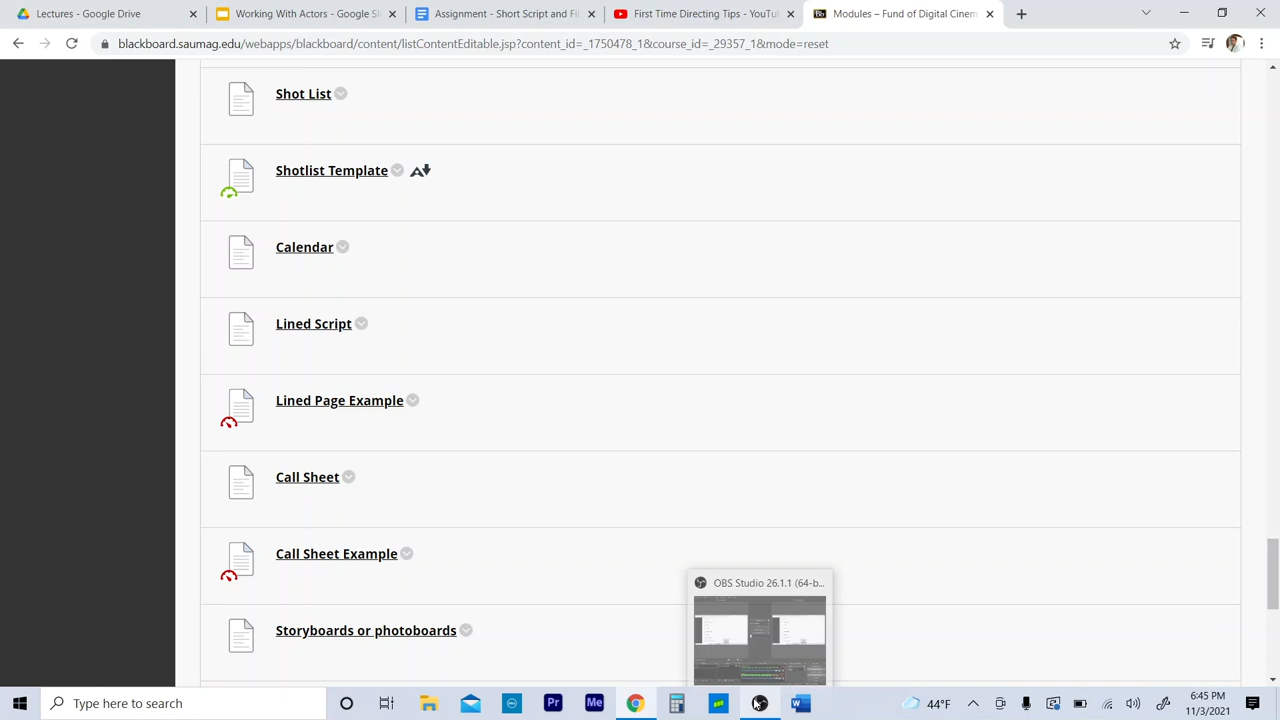 Lectures - Google Drive
Working With Actors - Google Sl
Assignment - Short Script and Fil
First Time Directing? - YouTube
Modules – Fund of Digital Cinem
blackboard.saumag.edu/webapps/blackboard/content/listContentEditable.jsp?content_id=_1750478_1&course_id=_29357_1&mode=reset
Shot List
Shotlist Template
Calendar
Lined Script
Lined Page Example
Call Sheet
Call Sheet Example
OBS Studio 26.1.1 (64-b...
Storyboards or photoboards
Type here to search
Pr
Me
W
44°F
6:45 PM
11/3/2021